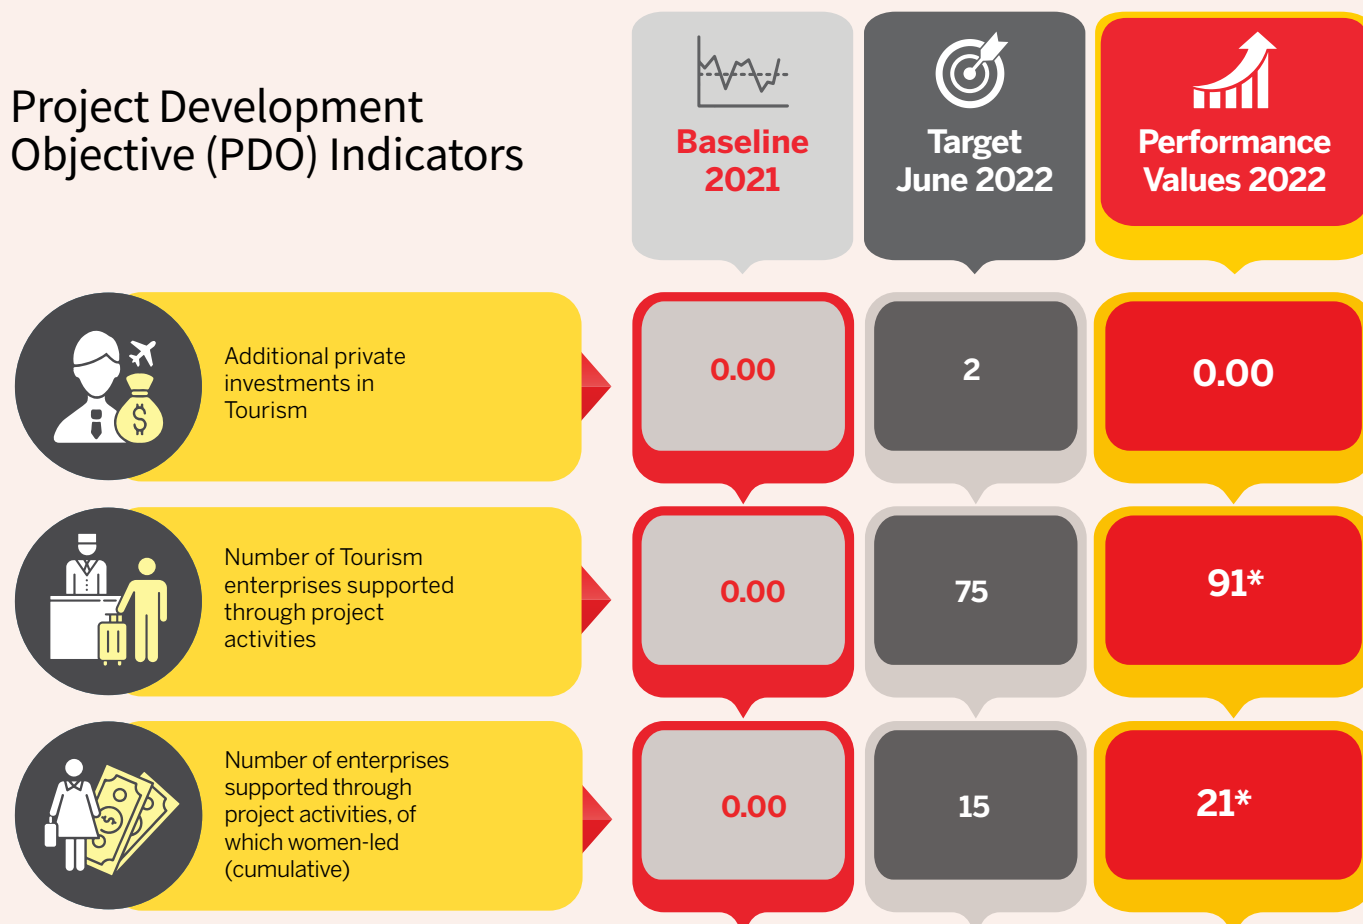 Project Development
Objective (PDO) Indicators
Baseline
2021
Target
June 2022
Performance
Values 2022
Additional private
investments in
Tourism
0.00
2
0.00
Number of Tourism
enterprises supported
through project
activities
0.00
75
91*
Number of enterprises
supported through
project activities, of
which women-led
(cumulative)
0.00
15
21*